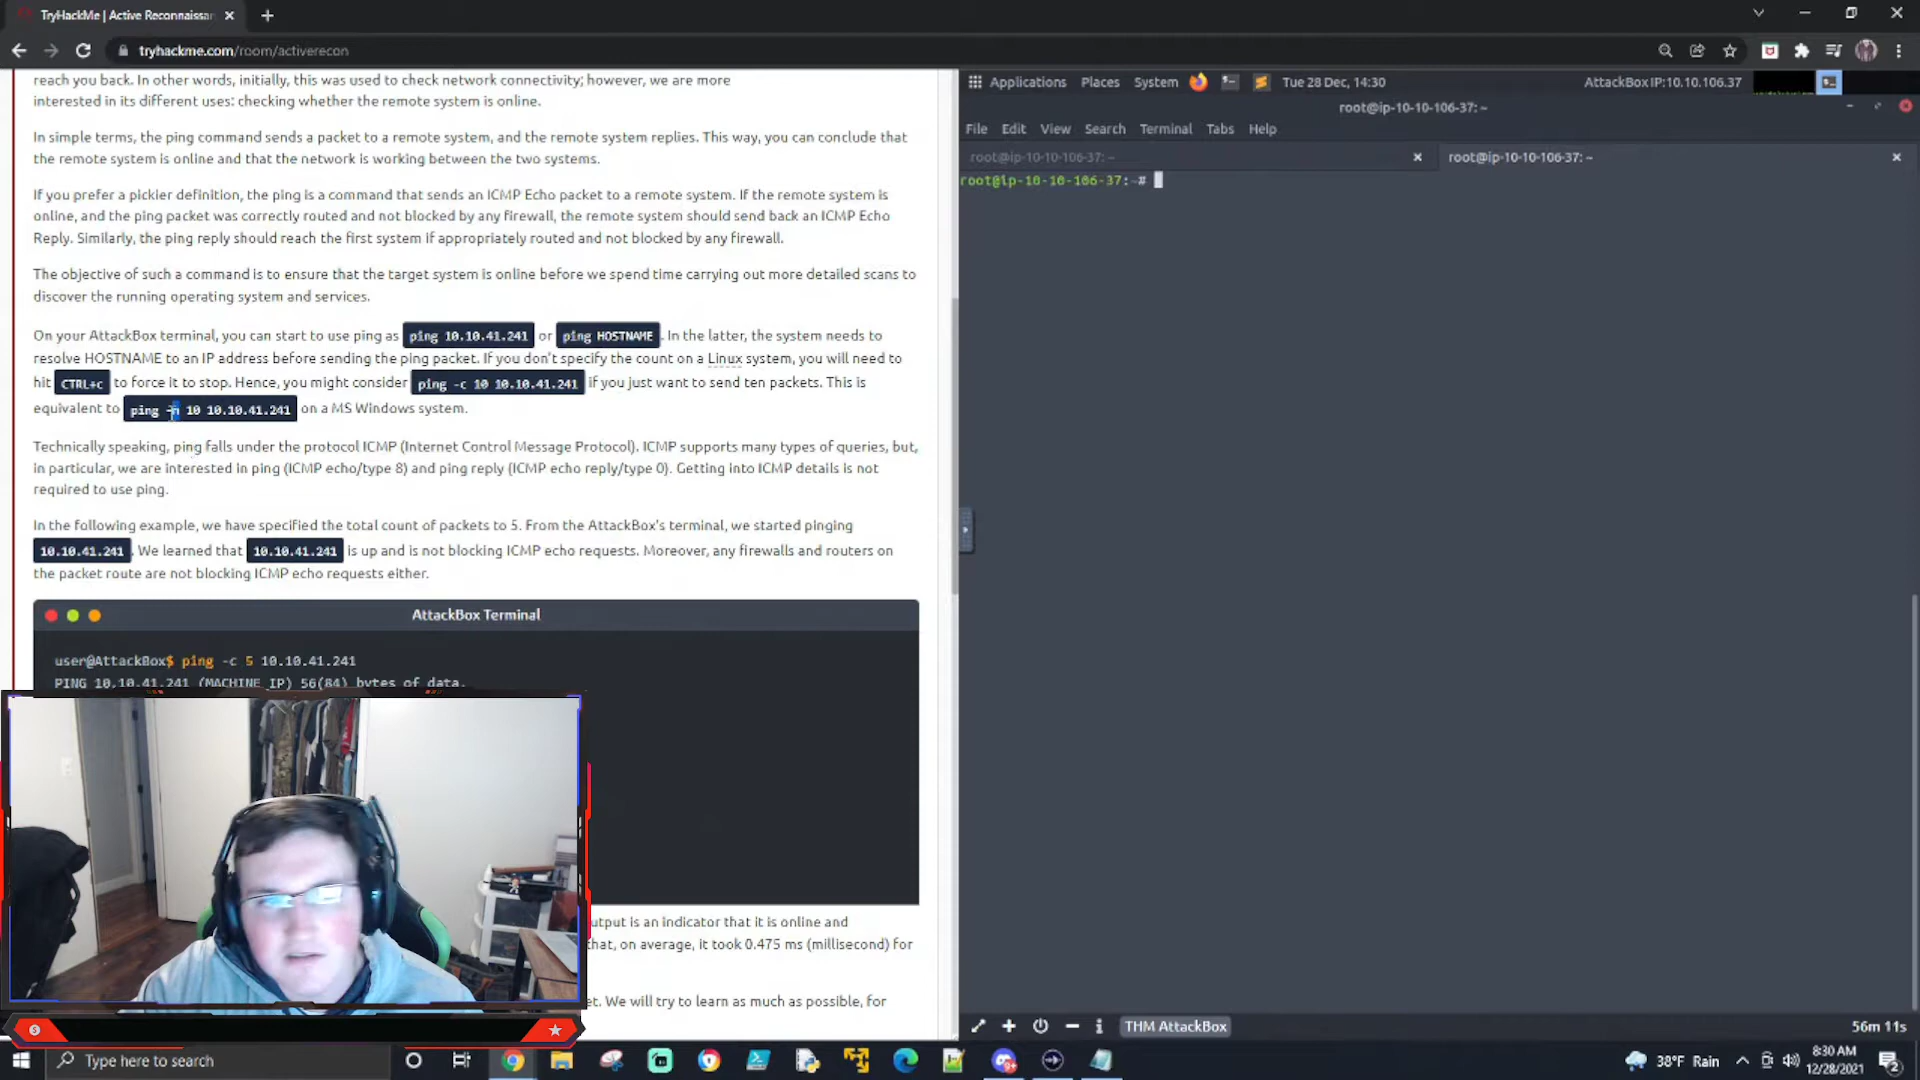 TryHackMe | Active Reconnaissan
tryhackme.com/room/activerecon
reach you back. In other words, initially, this was used to check network connectivity; however, we are more
interested in its different uses: checking whether the remote system is online.
In simple terms, the ping command sends a packet to a remote system, and the remote system replies. This way, you can conclude that
the remote system is online and that the network is working between the two systems.
If you prefer a pickier definition, the ping is a command that sends an ICMP Echo packet to a remote system. If the remote system is
online, and the ping packet was correctly routed and not blocked by any firewall, the remote system should send back an ICMP Echo
Reply. Similarly, the ping reply should reach the first system if appropriately routed and not blocked by any firewall.
The objective of such a command is to ensure that the target system is online before we spend time carrying out more detailed scans to
discover the running operating system and services.
On your AttackBox terminal, you can start to use ping as ping 10.10.41.241 or ping HOSTNAME . In the latter, the system needs to
resolve HOSTNAME to an IP address before sending the ping packet. If you don't specify the count on a Linux system, you will need to
hit CTRL+c to force it to stop. Hence, you might consider ping -c 10 10.10.41.241 if you just want to send ten packets. This is
equivalent to ping -n 10 10.10.41.241 on a MS Windows system.
Technically speaking, ping falls under the protocol ICMP (Internet Control Message Protocol). ICMP supports many types of queries, but,
in particular, we are interested in ping (ICMP echo/type 8) and ping reply (ICMP echo reply/type 0). Getting into ICMP details is not
required to use ping.
In the following example, we have specified the total count of packets to 5. From the AttackBox's terminal, we started pinging
10.10.41.241 . We learned that 10.10.41.241 is up and is not blocking ICMP echo requests. Moreover, any firewalls and routers on
the packet route are not blocking ICMP echo requests either.
AttackBox Terminal
user@AttackBox$ ping -c 5 10.10.41.241
PING 10.10.41.241 (MACHINE_IP) 56(84) bytes of data.
utput is an indicator that it is online and
that, on average, it took 0.475 ms (millisecond) for
et. We will try to learn as much as possible, for
Applications Places System Tue 28 Dec, 14:30 AttackBox IP:10.10.106.37
root@ip-10-10-106-37: ~
File Edit View Search Terminal Tabs Help
root@ip-10-10-106-37: ~ root@ip-10-10-106-37: ~
root@ip-10-10-106-37:~#
THM AttackBox 56m 11s
Type here to search
38°F Rain
8:30 AM
12/28/2021
2